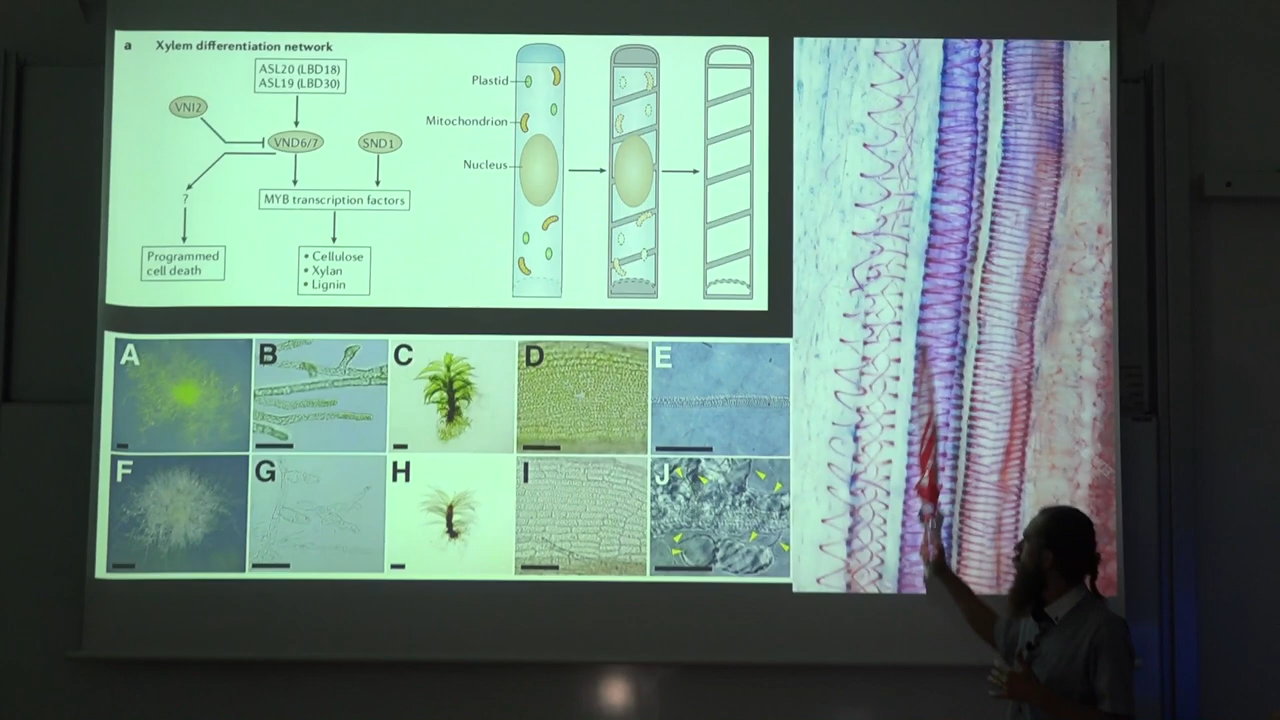 a Xylem differentiation network
ASL20 (LBD18)
ASL19 (LBD30)
VNI2
VND6/7
SND1
?
MYB transcription factors
Programmed
cell death
• Cellulose
• Xylan
• Lignin
Plastid
Mitochondrion
Nucleus
A
B
C
D
E
F
G
H
I
J